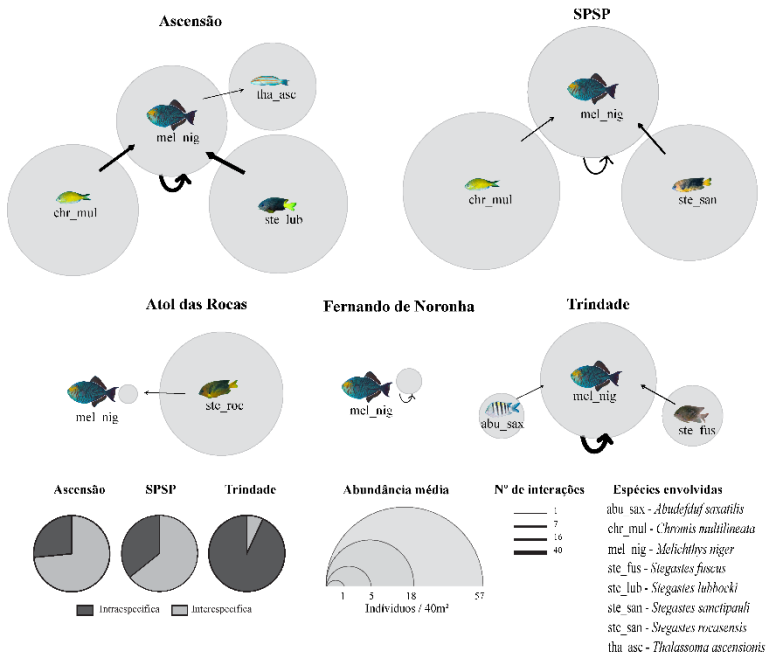 Ascensão
SPSP
tha_asc
mel_nig
mel_nig
chr_mul
ste_lub
chr_mul
ste_san
Atol das Rocas
Fernando de Noronha
Trindade
mel_nig
ste_roc
mel_nig
mel_nig
abu_sax
ste_fus
Ascensão
SPSP
Trindade
Abundância média
1
5
18
57
Indivíduos / 40m²
Nº de interações
1
7
16
40
Espécies envolvidas
abu_sax - Abudefduf saxatilis
chr_mul - Chromis multilineata
mel_nig - Melichthys niger
ste_fus - Stegastes fuscus
ste_lub - Stegastes lubbocki
ste_san - Stegastes sanctipauli
ste_san - Stegastes rocasensis
tha_asc - Thalassoma ascensionis
Intraespecífica
Interespecífica